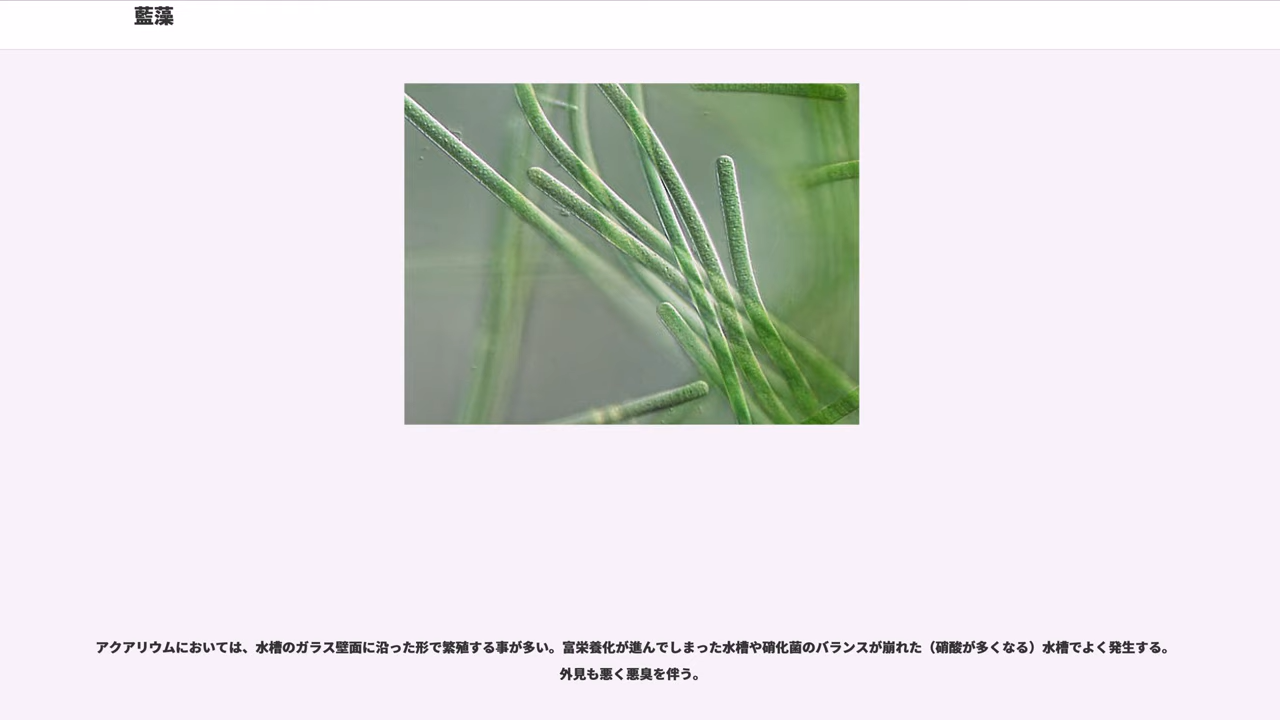 藍藻
アクアリウムにおいては、水槽のガラス壁面に沿った形で繁殖する事が多い。富栄養化が進んでしまった水槽や硝化菌のバランスが崩れた（硝酸が多くなる）水槽でよく発生する。
外見も悪く悪臭を伴う。